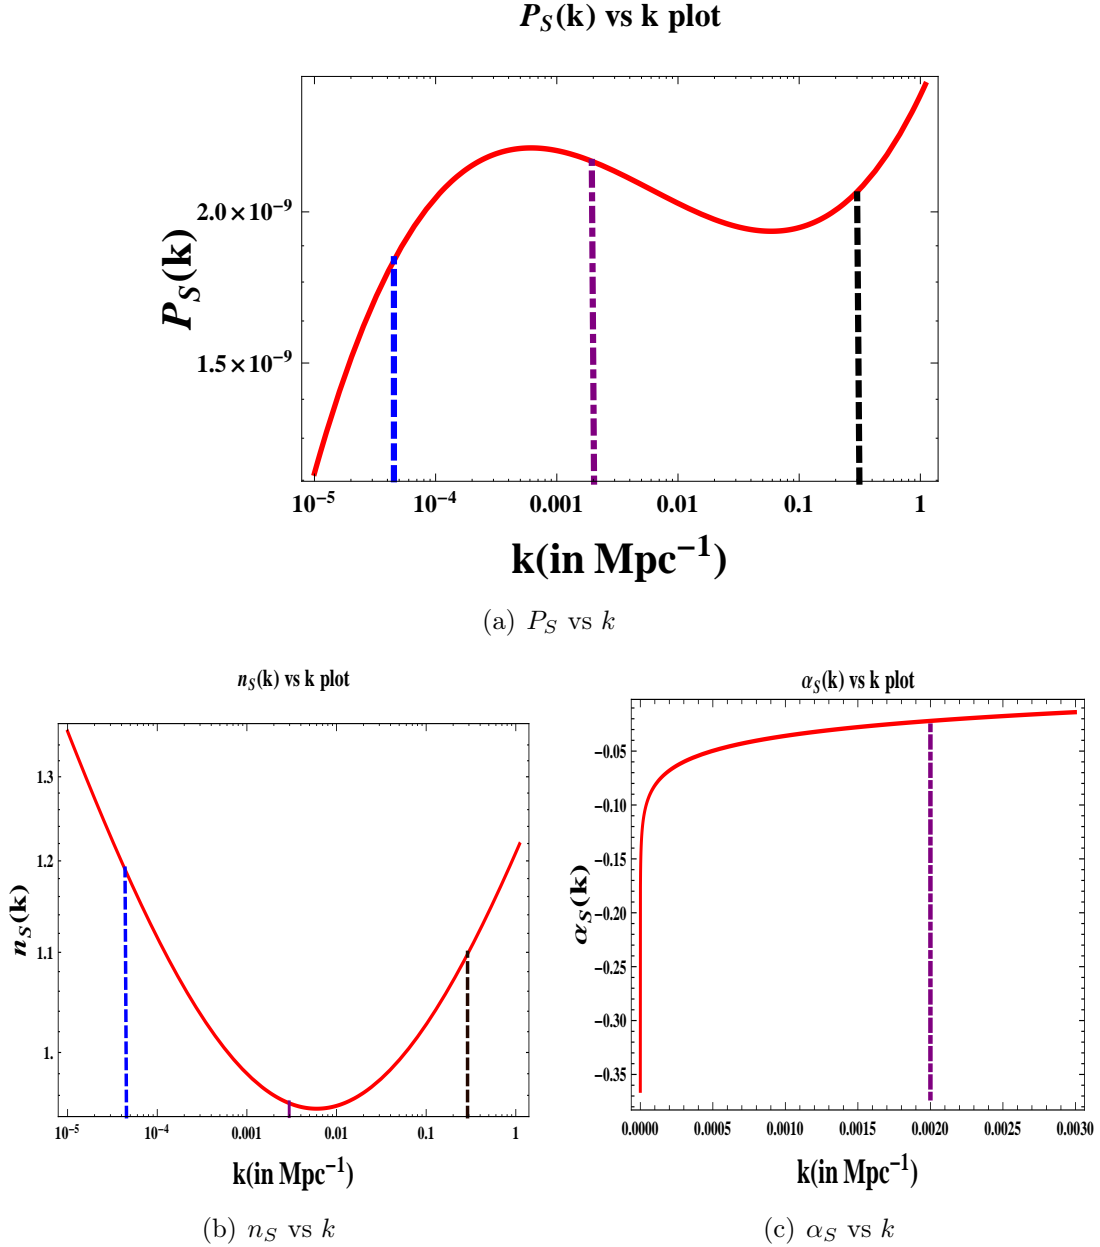 P_S(k) vs k plot
P_S(k)
2.0×10⁻⁹
1.5×10⁻⁹
10⁻⁵ 10⁻⁴ 0.001 0.01 0.1 1
k(in Mpc⁻¹)
(a) P_S vs k
n_S(k) vs k plot
n_S(k)
1.3
1.2
1.1
1.
10⁻⁵ 10⁻⁴ 0.001 0.01 0.1 1
k(in Mpc⁻¹)
(b) n_S vs k
α_S(k) vs k plot
α_S(k)
−0.05
−0.10
−0.15
−0.20
−0.25
−0.30
−0.35
0.0000 0.0005 0.0010 0.0015 0.0020 0.0025 0.0030
k(in Mpc⁻¹)
(c) α_S vs k